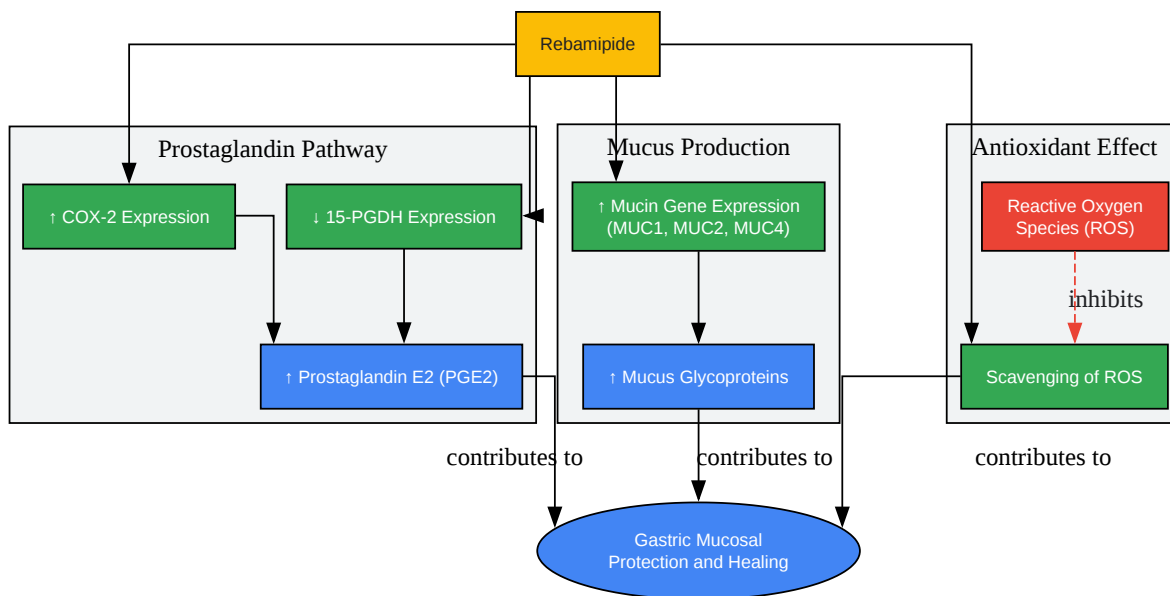 Rebamipide
Prostaglandin Pathway
Mucus Production
Antioxidant Effect
↑ COX-2 Expression
↓ 15-PGDH Expression
↑ Mucin Gene Expression
(MUC1, MUC2, MUC4)
Reactive Oxygen
Species (ROS)
inhibits
↑ Prostaglandin E2 (PGE2)
↑ Mucus Glycoproteins
Scavenging of ROS
contributes to
contributes to
contributes to
Gastric Mucosal
Protection and Healing